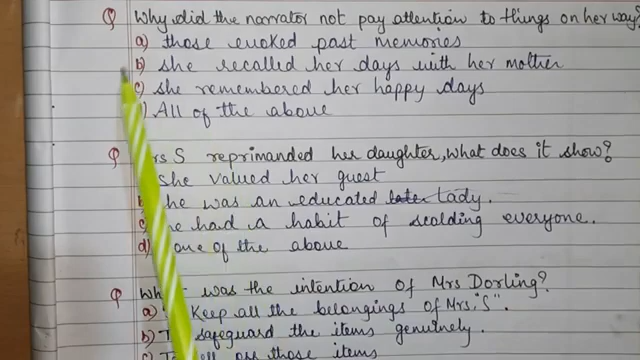 Q Why did the narrator not pay attention to things on her way?
a) those evoked past memories
b) she recalled her days with her mother
c) she remembered her happy days
) All of the above
Q rs S reprimanded her daughter, What does it show?
she valued her guest
b) he was an educated lady.
c) he had a habit of scolding everyone.
d) one of the above
Q was the intention of Mrs Dorling?
a) Keep all the belongings of Mrs. "S".
b) T safeguard the items genuinely.
c) To those items